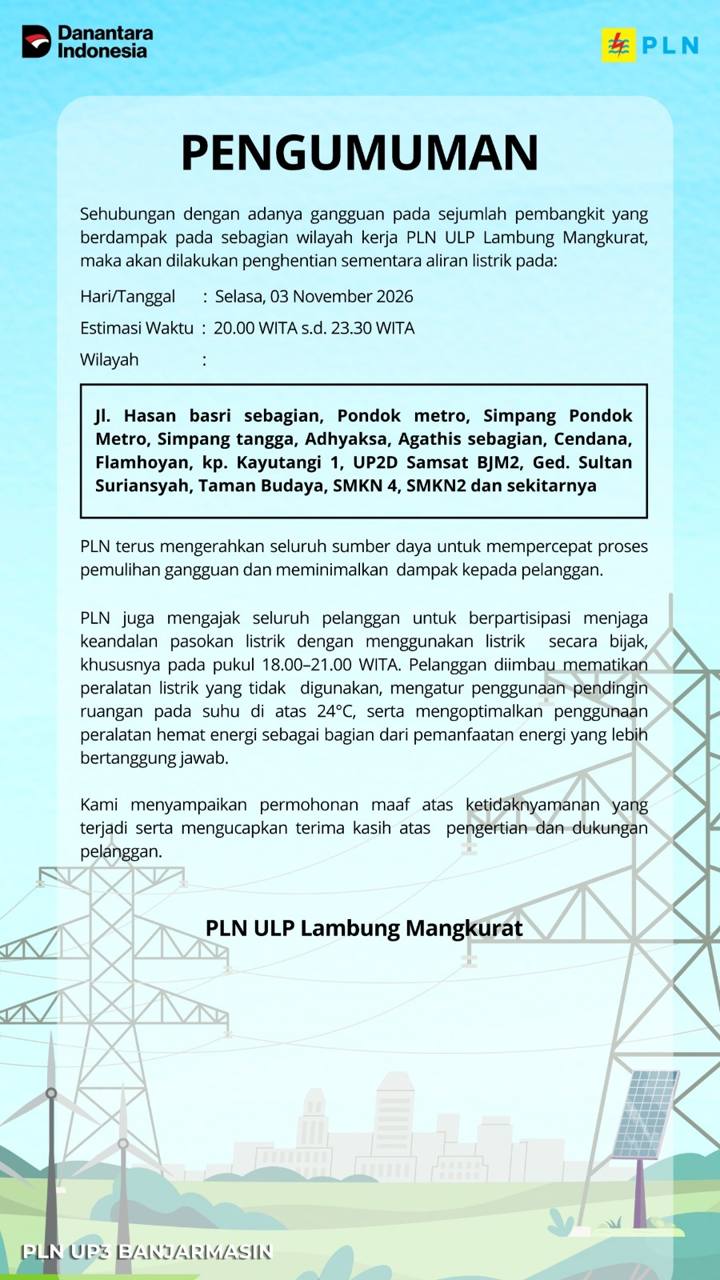 Danantara
Indonesia
PLN
PENGUMUMAN
Sehubungan dengan adanya gangguan pada sejumlah pembangkit yang
berdampak pada sebagian wilayah kerja PLN ULP Lambung Mangkurat,
maka akan dilakukan penghentian sementara aliran listrik pada:
Hari/Tanggal : Selasa, 03 November 2026
Estimasi Waktu : 20.00 WITA s.d. 23.30 WITA
Wilayah :
Jl. Hasan basri sebagian, Pondok metro, Simpang Pondok
Metro, Simpang tangga, Adhyaksa, Agathis sebagian, Cendana,
Flamhoyan, kp. Kayutangi 1, UP2D Samsat BJM2, Ged. Sultan
Suriansyah, Taman Budaya, SMKN 4, SMKN2 dan sekitarnya
PLN terus mengerahkan seluruh sumber daya untuk mempercepat proses
pemulihan gangguan dan meminimalkan dampak kepada pelanggan.
PLN juga mengajak seluruh pelanggan untuk berpartisipasi menjaga
keandalan pasokan listrik dengan menggunakan listrik secara bijak,
khususnya pada pukul 18.00–21.00 WITA. Pelanggan diimbau mematikan
peralatan listrik yang tidak digunakan, mengatur penggunaan pendingin
ruangan pada suhu di atas 24°C, serta mengoptimalkan penggunaan
peralatan hemat energi sebagai bagian dari pemanfaatan energi yang lebih
bertanggung jawab.
Kami menyampaikan permohonan maaf atas ketidaknyamanan yang
terjadi serta mengucapkan terima kasih atas pengertian dan dukungan
pelanggan.
PLN ULP Lambung Mangkurat
PLN UP3 BANJARMASIN